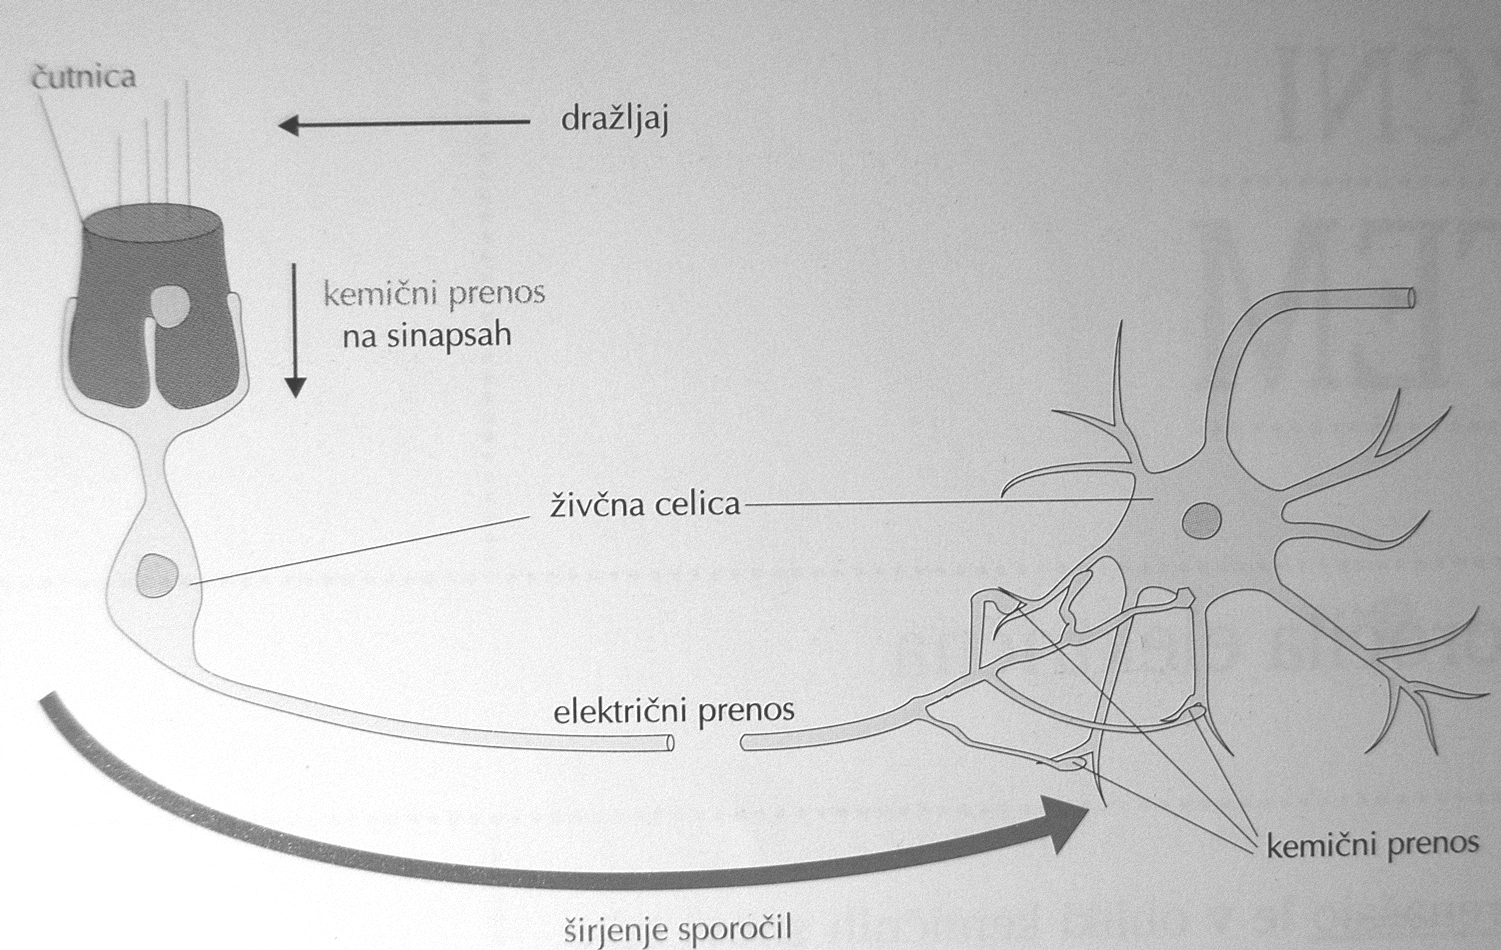 čutnica
dražljaj
kemični prenos
na sinapsah
živčna celica
električni prenos
kemični prenos
širjenje sporočil